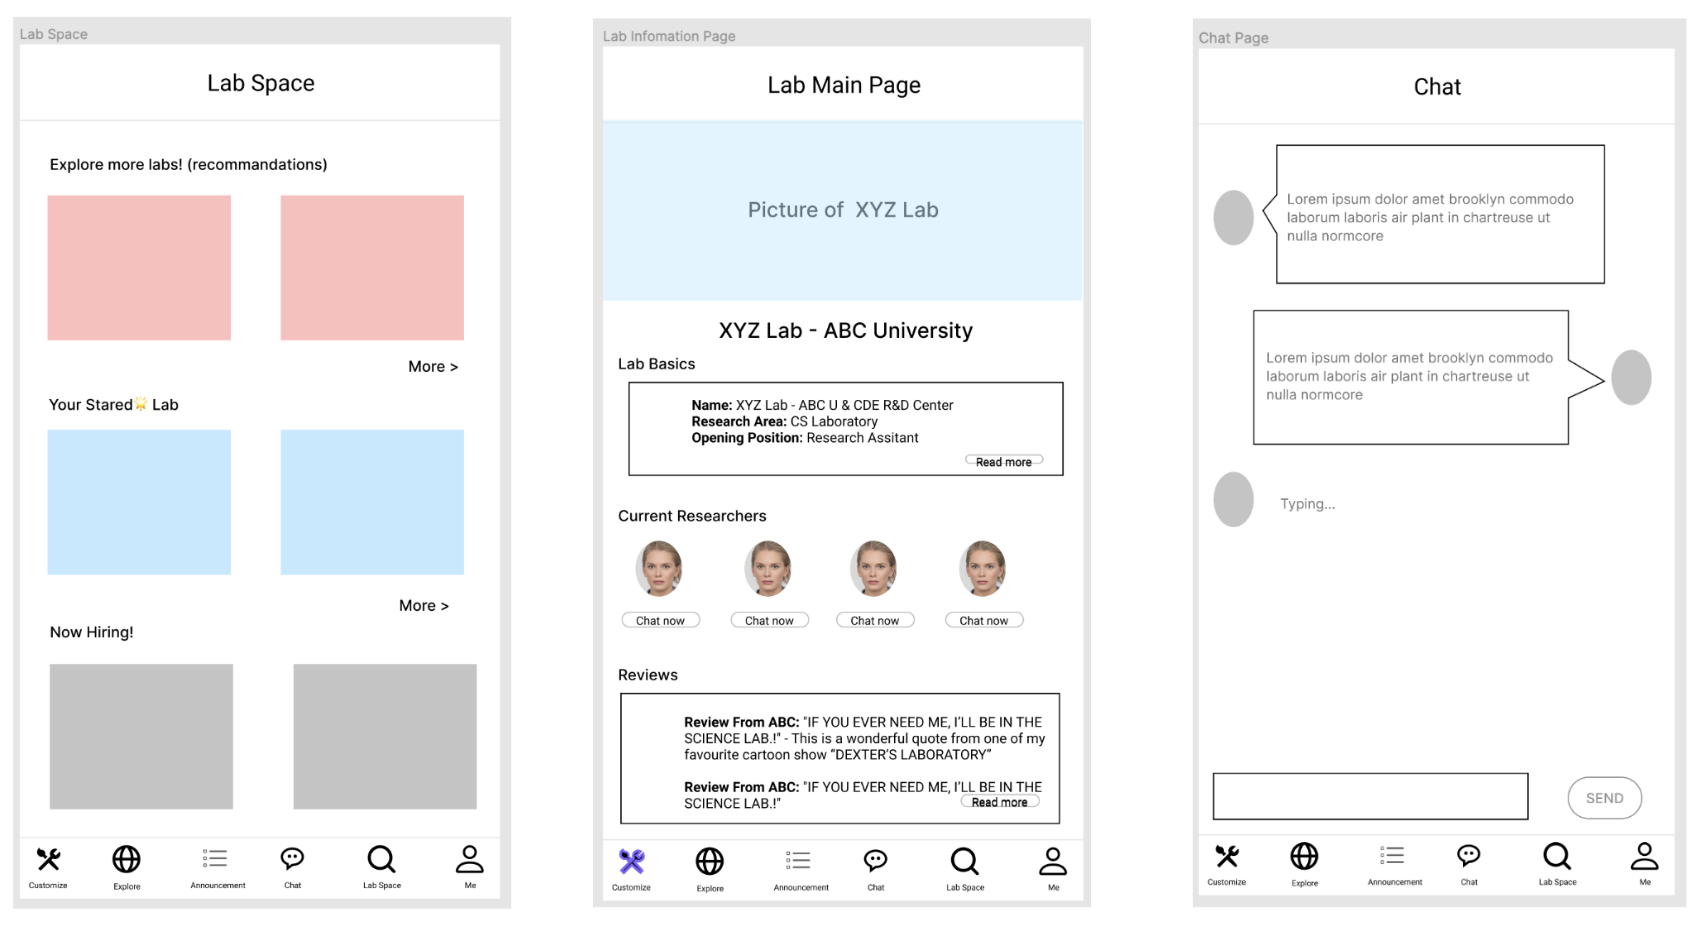 Lab Space
Lab Space
Explore more labs! (recommandations)
More >
Your Stared🌟 Lab
More >
Now Hiring!
Customize
Explore
Announcement
Chat
Lab Space
Me
Lab Infomation Page
Lab Main Page
Picture of XYZ Lab
XYZ Lab - ABC University
Lab Basics
Name: XYZ Lab - ABC U & CDE R&D Center
Research Area: CS Laboratory
Opening Position: Research Assitant
Read more
Current Researchers
Chat now
Chat now
Chat now
Chat now
Reviews
Review From ABC: "IF YOU EVER NEED ME, I'LL BE IN THE
SCIENCE LAB.!" - This is a wonderful quote from one of my
favourite cartoon show “DEXTER'S LABORATORY”
Review From ABC: "IF YOU EVER NEED ME, I'LL BE IN THE
SCIENCE LAB.!"
Read more
Customize
Explore
Announcement
Chat
Lab Space
Me
Chat Page
Chat
Lorem ipsum dolor amet brooklyn commodo
laborum laboris air plant in chartreuse ut
nulla normcore
Lorem ipsum dolor amet brooklyn commodo
laborum laboris air plant in chartreuse ut
nulla normcore
Typing...
SEND
Customize
Explore
Announcement
Chat
Lab Space
Me